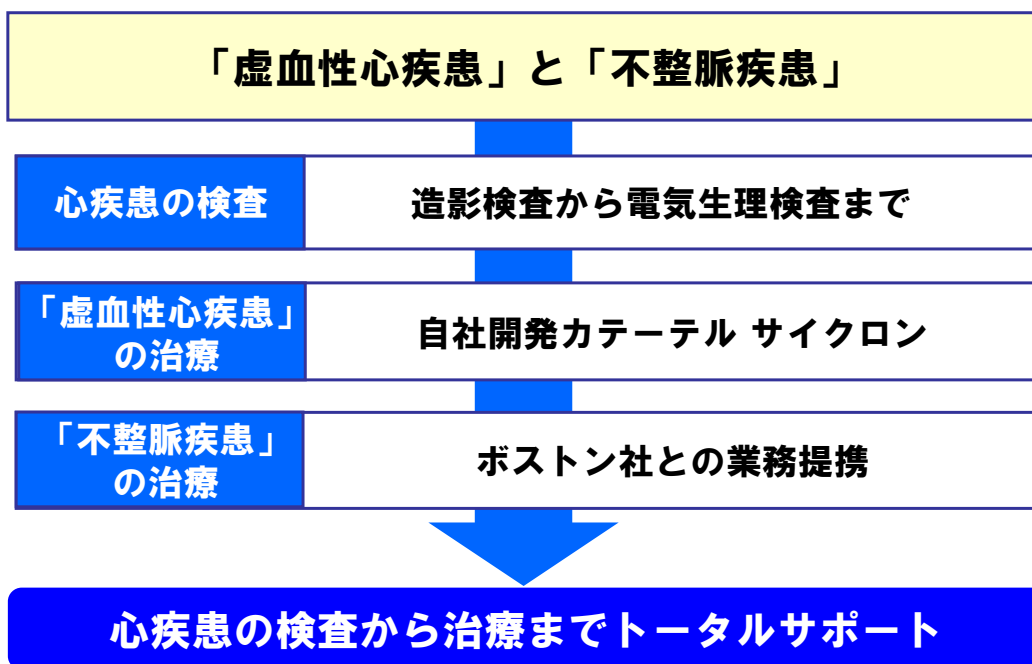 「虚血性心疾患」と「不整脈疾患」
心疾患の検査
造影検査から電気生理検査まで
「虚血性心疾患」
の治療
自社開発カテーテル サイクロン
「不整脈疾患」
の治療
ボストン社との業務提携
心疾患の検査から治療までトータルサポート